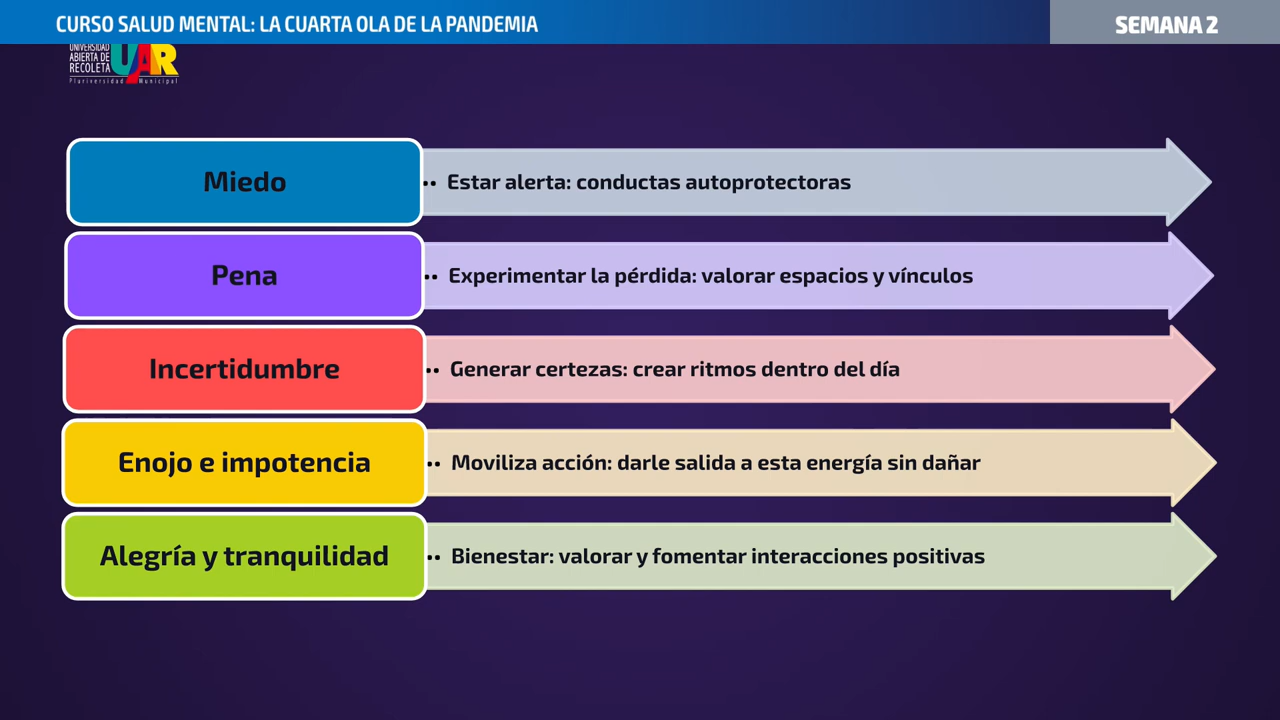 CURSO SALUD MENTAL: LA CUARTA OLA DE LA PANDEMIA
SEMANA 2
UNIVERSIDAD
ABIERTA DE
RECOLETA
UAR
Pluriversidad Municipal
Miedo
•• Estar alerta: conductas autoprotectoras
Pena
•• Experimentar la pérdida: valorar espacios y vínculos
Incertidumbre
•• Generar certezas: crear ritmos dentro del día
Enojo e impotencia
•• Moviliza acción: darle salida a esta energía sin dañar
Alegría y tranquilidad
•• Bienestar: valorar y fomentar interacciones positivas